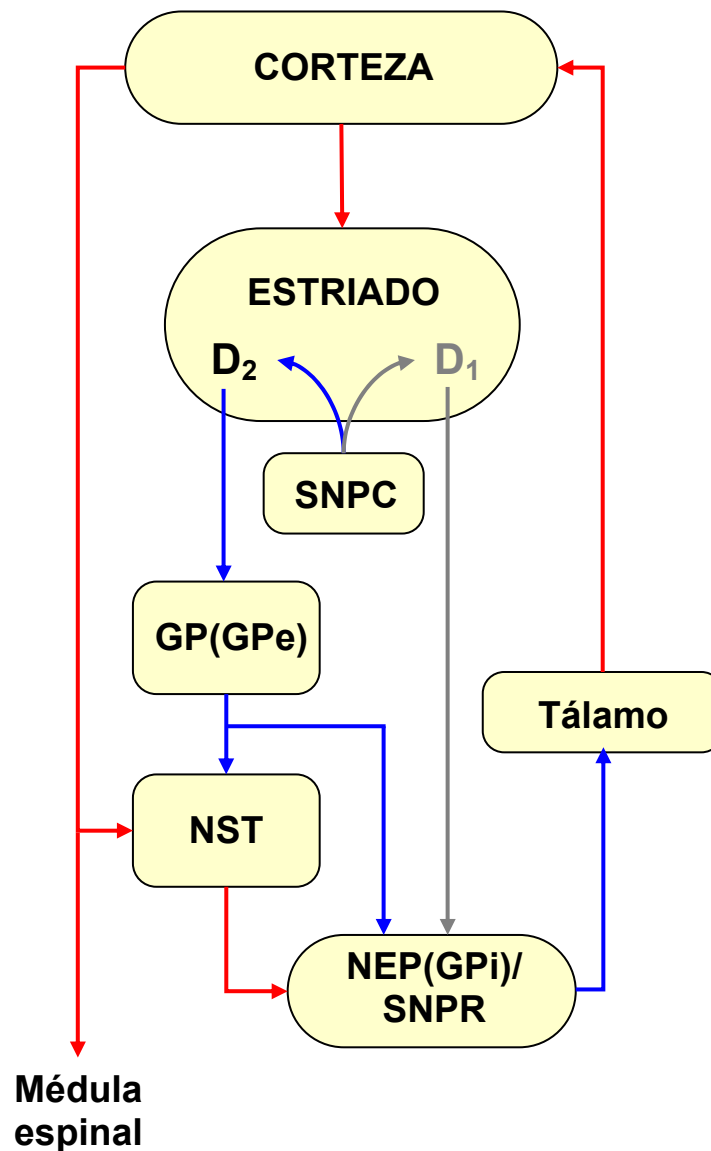 CORTEZA
ESTRIADO
D₂ D₁
SNPC
GP(GPe)
Tálamo
NST
NEP(GPi)/
SNPR
Médula
espinal